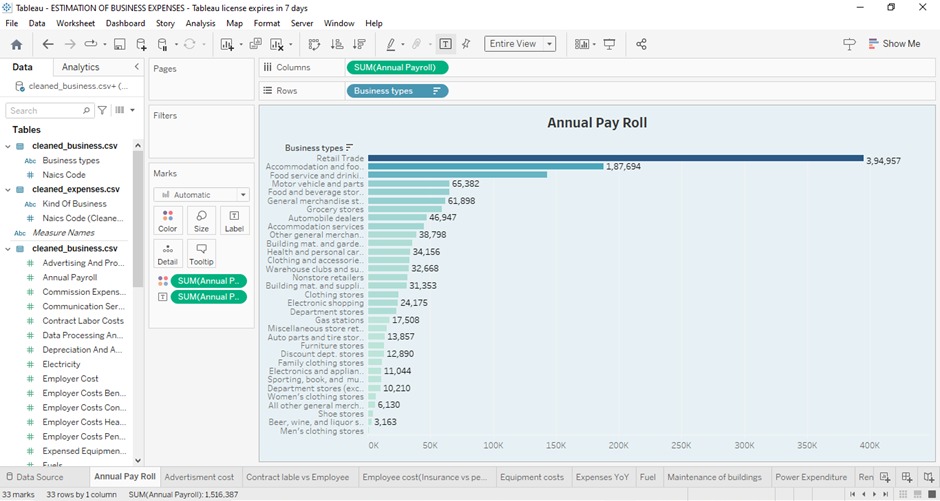 Tableau - ESTIMATION OF BUSINESS EXPENSES - Tableau license expires in 7 days
File Data Worksheet Dashboard Story Analysis Map Format Server Window Help
Entire View
Show Me
Data Analytics
cleaned_business.csv+ (...
Search
Tables
cleaned_business.csv
Abc Business types
# Naics Code
cleaned_expenses.csv
Abc Kind Of Business
# Naics Code (Cleane...
Abc Measure Names
cleaned_business.csv
# Advertising And Pro...
# Annual Payroll
# Commission Expens...
# Communication Ser...
# Contract Labor Costs
# Data Processing An...
# Depreciation And A...
# Electricity
# Employer Cost
# Employer Costs Ben...
# Employer Costs Con...
# Employer Costs Hea...
# Employer Costs Pen...
# Expensed Equipmen...
# Fuels
Pages
Filters
Marks
Automatic
Color Size Label
Detail Tooltip
SUM(Annual P..
SUM(Annual P..
Columns SUM(Annual Payroll)
Rows Business types
Annual Pay Roll
Business types
Retail Trade 3,94,957
Accommodation and foo.. 1,87,694
Food service and drinki..
Motor vehicle and parts 65,382
Food and beverage stor..
General merchandise st.. 61,898
Grocery stores
Automobile dealers 46,947
Accommodation services
Other general merchan.. 38,798
Building mat. and garde..
Health and personal car.. 34,156
Clothing and accessorie..
Warehouse clubs and su.. 32,668
Nonstore retailers
Building mat. and suppli.. 31,353
Clothing stores
Electronic shopping 24,175
Department stores
Gas stations 17,508
Miscellaneous store ret..
Auto parts and tire stor.. 13,857
Furniture stores
Discount dept. stores 12,890
Family clothing stores
Electronics and applian.. 11,044
Sporting, book, and mu..
Department stores (exc.. 10,210
Women's clothing stores
All other general merch.. 6,130
Shoe stores
Beer, wine, and liquor s.. 3,163
Men's clothing stores
0K 50K 100K 150K 200K 250K 300K 350K 400K
Data Source Annual Pay Roll Advertisment cost Contract lable vs Employee Employee cost(Insurance vs pe... Equipment costs Expenses YoY Fuel Maintenance of buildings Power Expenditure Ren
33 marks 33 rows by 1 column SUM(Annual Payroll): 1,516,387